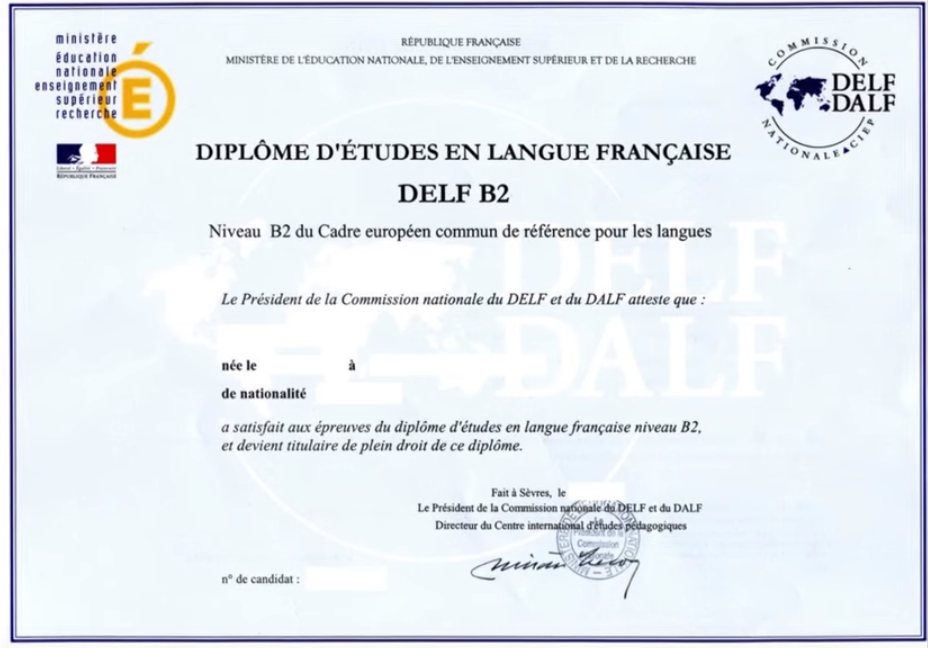 ministère
éducation
nationale
enseignement
supérieur
recherche
É
Liberté • Égalité • Fraternité
RÉPUBLIQUE FRANÇAISE
RÉPUBLIQUE FRANÇAISE
MINISTÈRE DE L'ÉDUCATION NATIONALE, DE L'ENSEIGNEMENT SUPÉRIEUR ET DE LA RECHERCHE
COMMISSION
DELF
DALF
NATIONALE CIEP
DIPLÔME D'ÉTUDES EN LANGUE FRANÇAISE
DELF B2
Niveau B2 du Cadre européen commun de référence pour les langues
DELF
DALF
Le Président de la Commission nationale du DELF et du DALF atteste que :
née le à
de nationalité
a satisfait aux épreuves du diplôme d'études en langue française niveau B2,
et devient titulaire de plein droit de ce diplôme.
Fait à Sèvres, le
Le Président de la Commission nationale du DELF et du DALF
Directeur du Centre international d'études pédagogiques
Commission
n° de candidat :